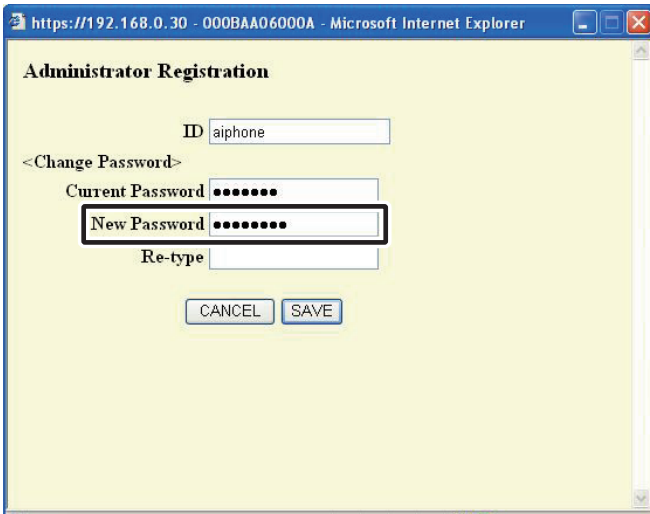 https://192.168.0.30 - 000BAA06000A - Microsoft Internet Explorer
Administrator Registration
ID aiphone
<Change Password>
Current Password ●●●●●●●
New Password ●●●●●●●●
Re-type
CANCEL SAVE